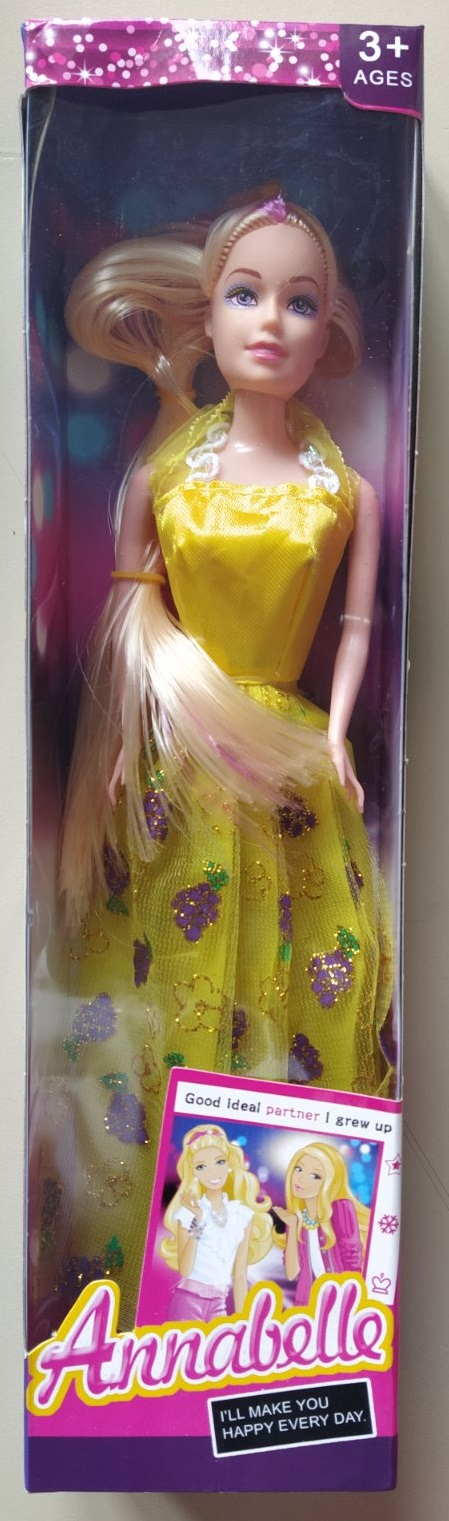 3+
AGES
Good ideal partner I grew up
Annabelle
I'LL MAKE YOU
HAPPY EVERY DAY.